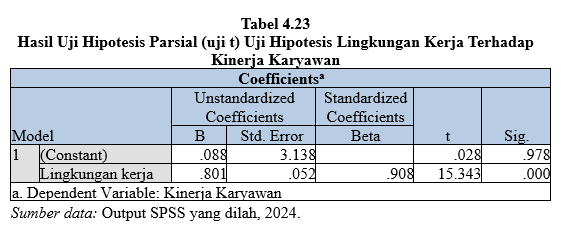 Tabel 4.23
Hasil Uji Hipotesis Parsial (uji t) Uji Hipotesis Lingkungan Kerja Terhadap
Kinerja Karyawan
Coefficientsᵃ
Unstandardized Coefficients Standardized Coefficients
Model B Std. Error Beta t Sig.
1 (Constant) .088 3.138 .028 .978
Lingkungan kerja .801 .052 .908 15.343 .000
a. Dependent Variable: Kinerja Karyawan
Sumber data: Output SPSS yang dilah, 2024.